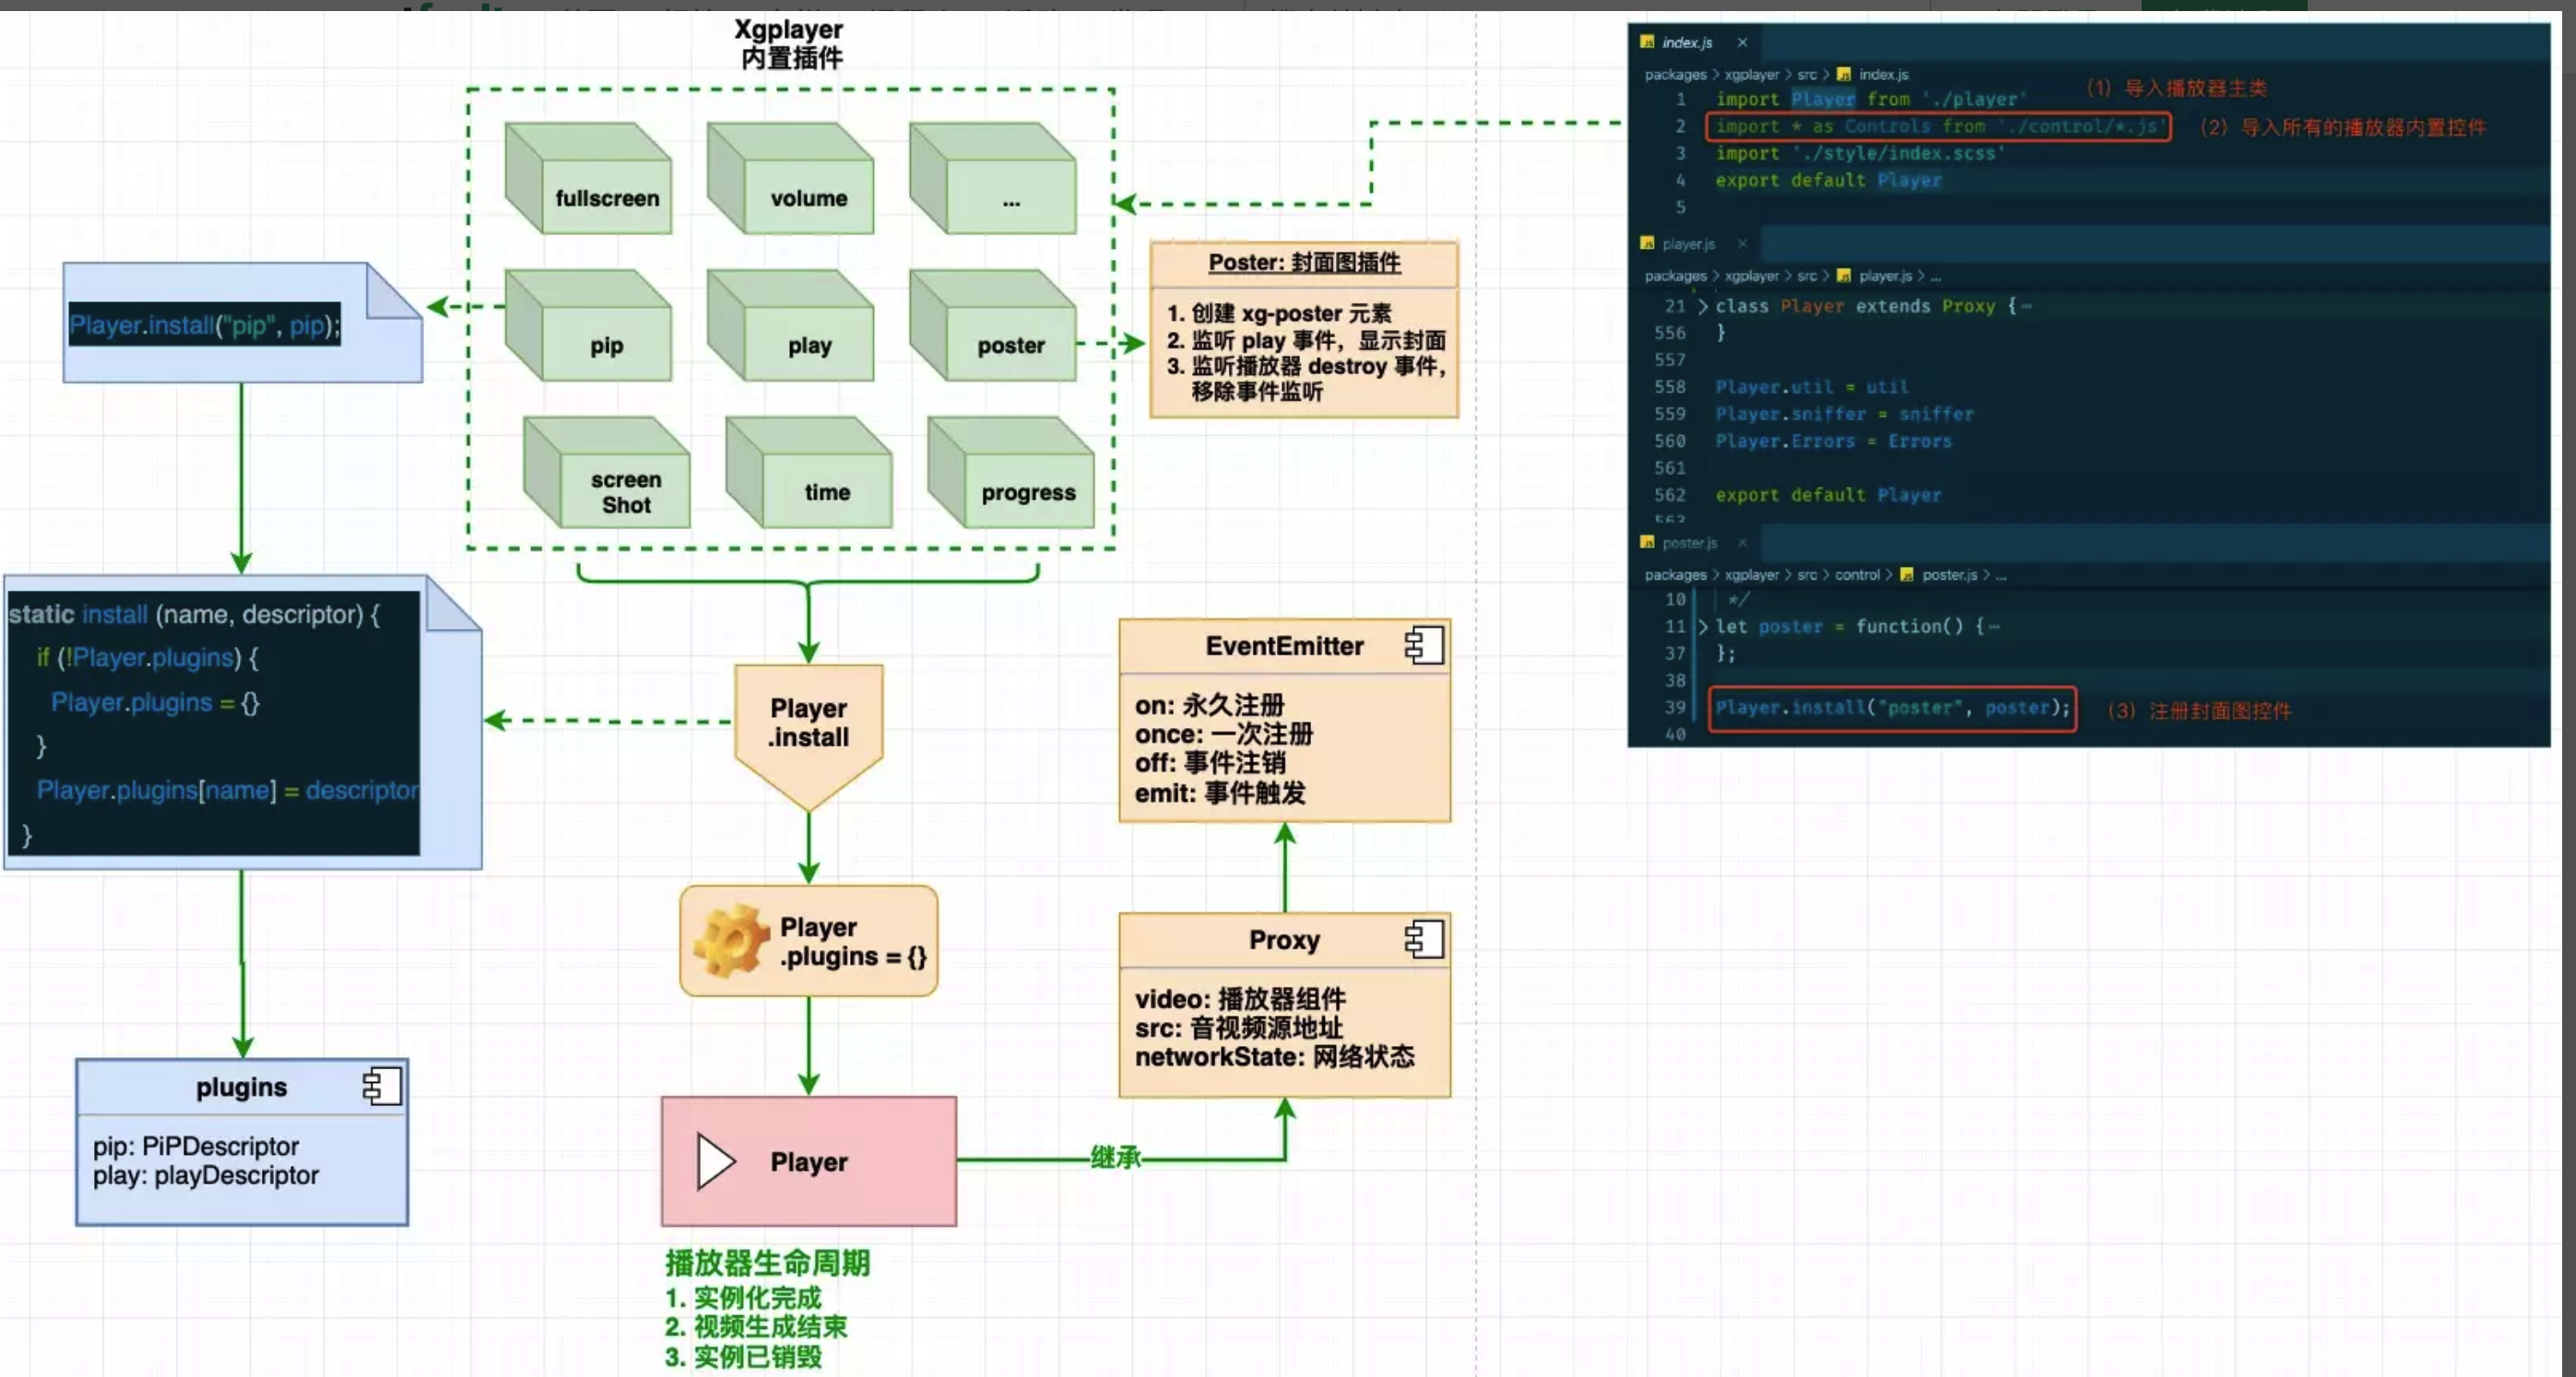 Xgplayer
内置插件
fullscreen
volume
...
pip
play
poster
screen
Shot
time
progress
Player.install("pip", pip);
Poster: 封面图插件
1. 创建 xg-poster 元素
2. 监听 play 事件，显示封面
3. 监听播放器 destroy 事件，
移除事件监听
static install (name, descriptor) {
if (!Player.plugins) {
Player.plugins = {}
}
Player.plugins[name] = descriptor
}
Player
.install
Player
.plugins = {}
Player
继承
播放器生命周期
1. 实例化完成
2. 视频生成结束
3. 实例已销毁
plugins
pip: PiPDescriptor
play: playDescriptor
EventEmitter
on: 永久注册
once: 一次注册
off: 事件注销
emit: 事件触发
Proxy
video: 播放器组件
src: 音视频源地址
networkState: 网络状态
index.js ×
packages > xgplayer > src > index.js
1 import Player from './player' （1）导入播放器主类
2 import * as Controls from './control/*.js' （2）导入所有的播放器内置控件
3 import './style/index.scss'
4 export default Player
5
player.js ×
packages > xgplayer > src > player.js > ...
21 > class Player extends Proxy {⋯
556 }
557
558 Player.util = util
559 Player.sniffer = sniffer
560 Player.Errors = Errors
561
562 export default Player
563
poster.js ×
packages > xgplayer > src > control > poster.js > ...
10 */
11 > let poster = function() {⋯
37 };
38
39 Player.install("poster", poster); （3）注册封面图控件
40